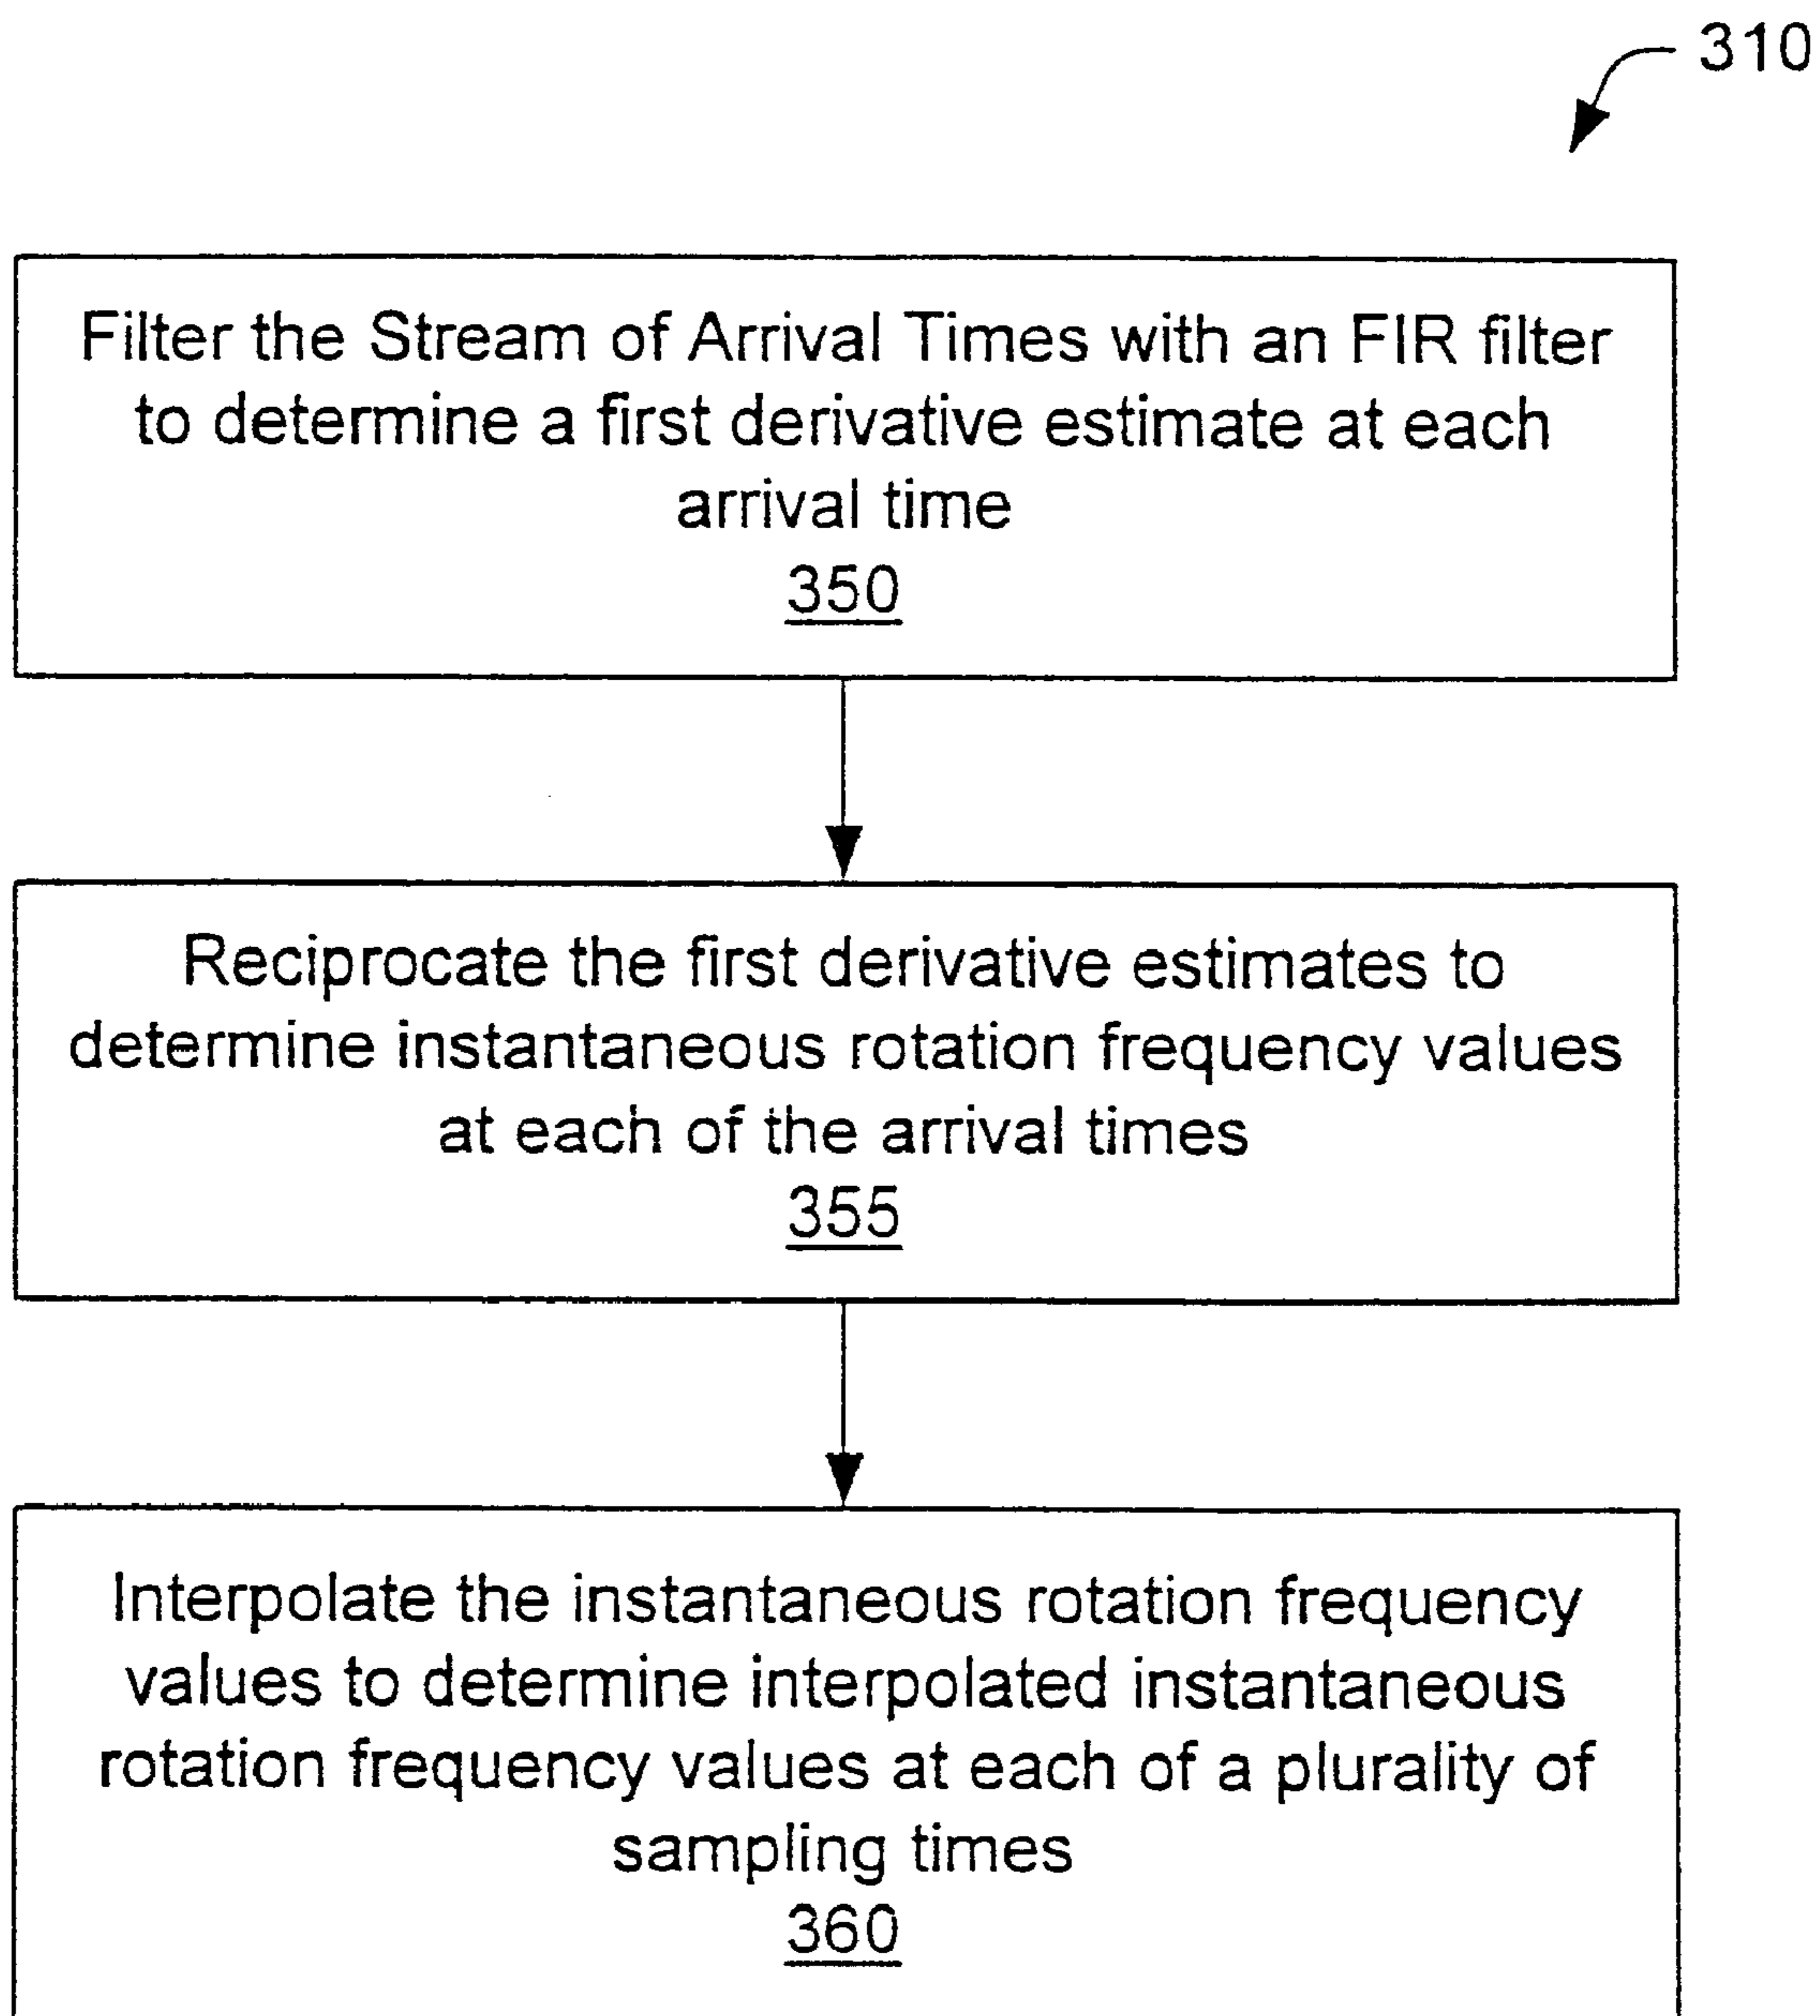 310
Filter the Stream of Arrival Times with an FIR filter
to determine a first derivative estimate at each
arrival time
350
Reciprocate the first derivative estimates to
determine instantaneous rotation frequency values
at each of the arrival times
355
Interpolate the instantaneous rotation frequency
values to determine interpolated instantaneous
rotation frequency values at each of a plurality of
sampling times
360